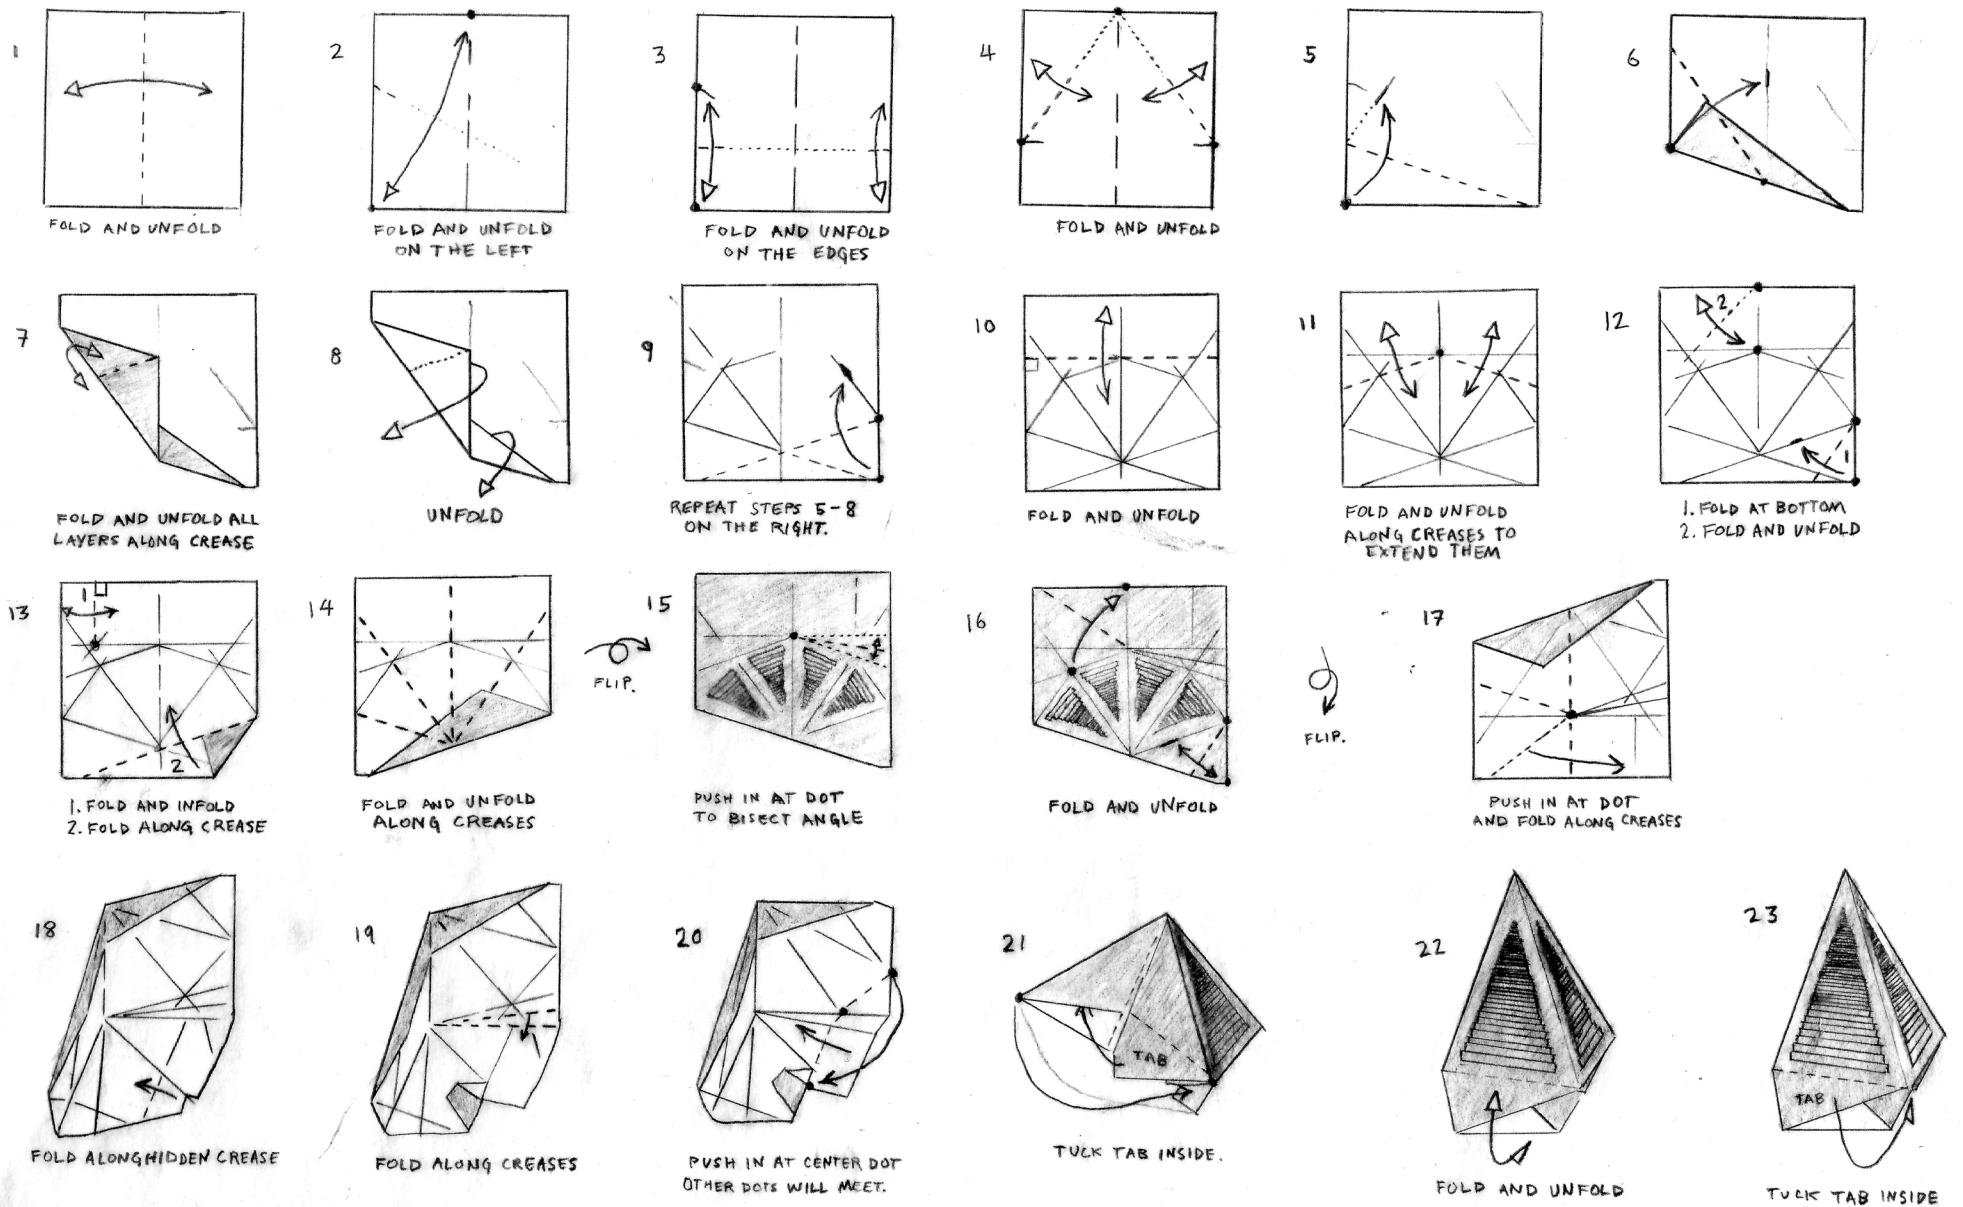 1
FOLD AND UNFOLD
2
FOLD AND UNFOLD
ON THE LEFT
3
FOLD AND UNFOLD
ON THE EDGES
4
FOLD AND UNFOLD
5
6
7
FOLD AND UNFOLD ALL
LAYERS ALONG CREASE
8
UNFOLD
9
REPEAT STEPS 5-8
ON THE RIGHT.
10
FOLD AND UNFOLD
11
FOLD AND UNFOLD
ALONG CREASES TO
EXTEND THEM
12
2
1
1. FOLD AT BOTTOM
2. FOLD AND UNFOLD
13
1
2
1. FOLD AND INFOLD
2. FOLD ALONG CREASE
14
FOLD AND UNFOLD
ALONG CREASES
FLIP.
15
PUSH IN AT DOT
TO BISECT ANGLE
16
FOLD AND UNFOLD
FLIP.
17
PUSH IN AT DOT
AND FOLD ALONG CREASES
18
FOLD ALONG HIDDEN CREASE
19
FOLD ALONG CREASES
20
PUSH IN AT CENTER DOT
OTHER DOTS WILL MEET.
21
TAB
TUCK TAB INSIDE.
22
FOLD AND UNFOLD
23
TAB
TUCK TAB INSIDE